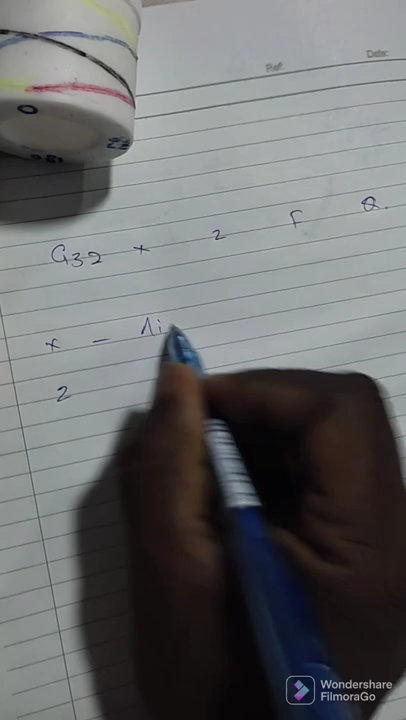 Ref: Date:
G32 x 2 F Q.
x - Ai
2
Wondershare
FilmoraGo